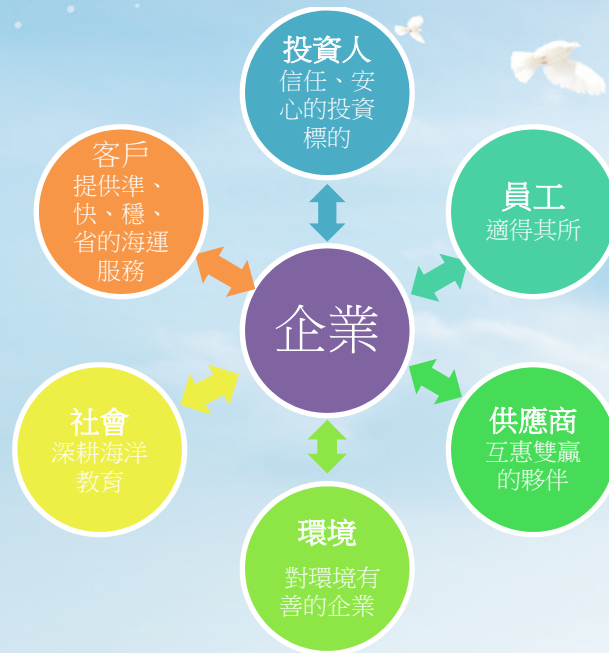 投資人
信任、安
心的投資
標的
客戶
提供準、
快、穩、
省的海運
服務
員工
適得其所
企業
社會
深耕海洋
教育
供應商
互惠雙贏
的夥伴
環境
對環境有
善的企業